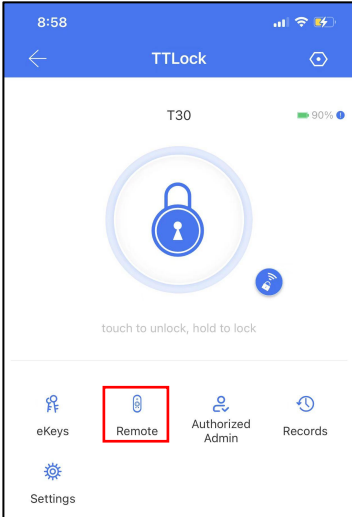 8:58
TTLock
T30
90%
touch to unlock, hold to lock
eKeys
Remote
Authorized
Admin
Records
Settings